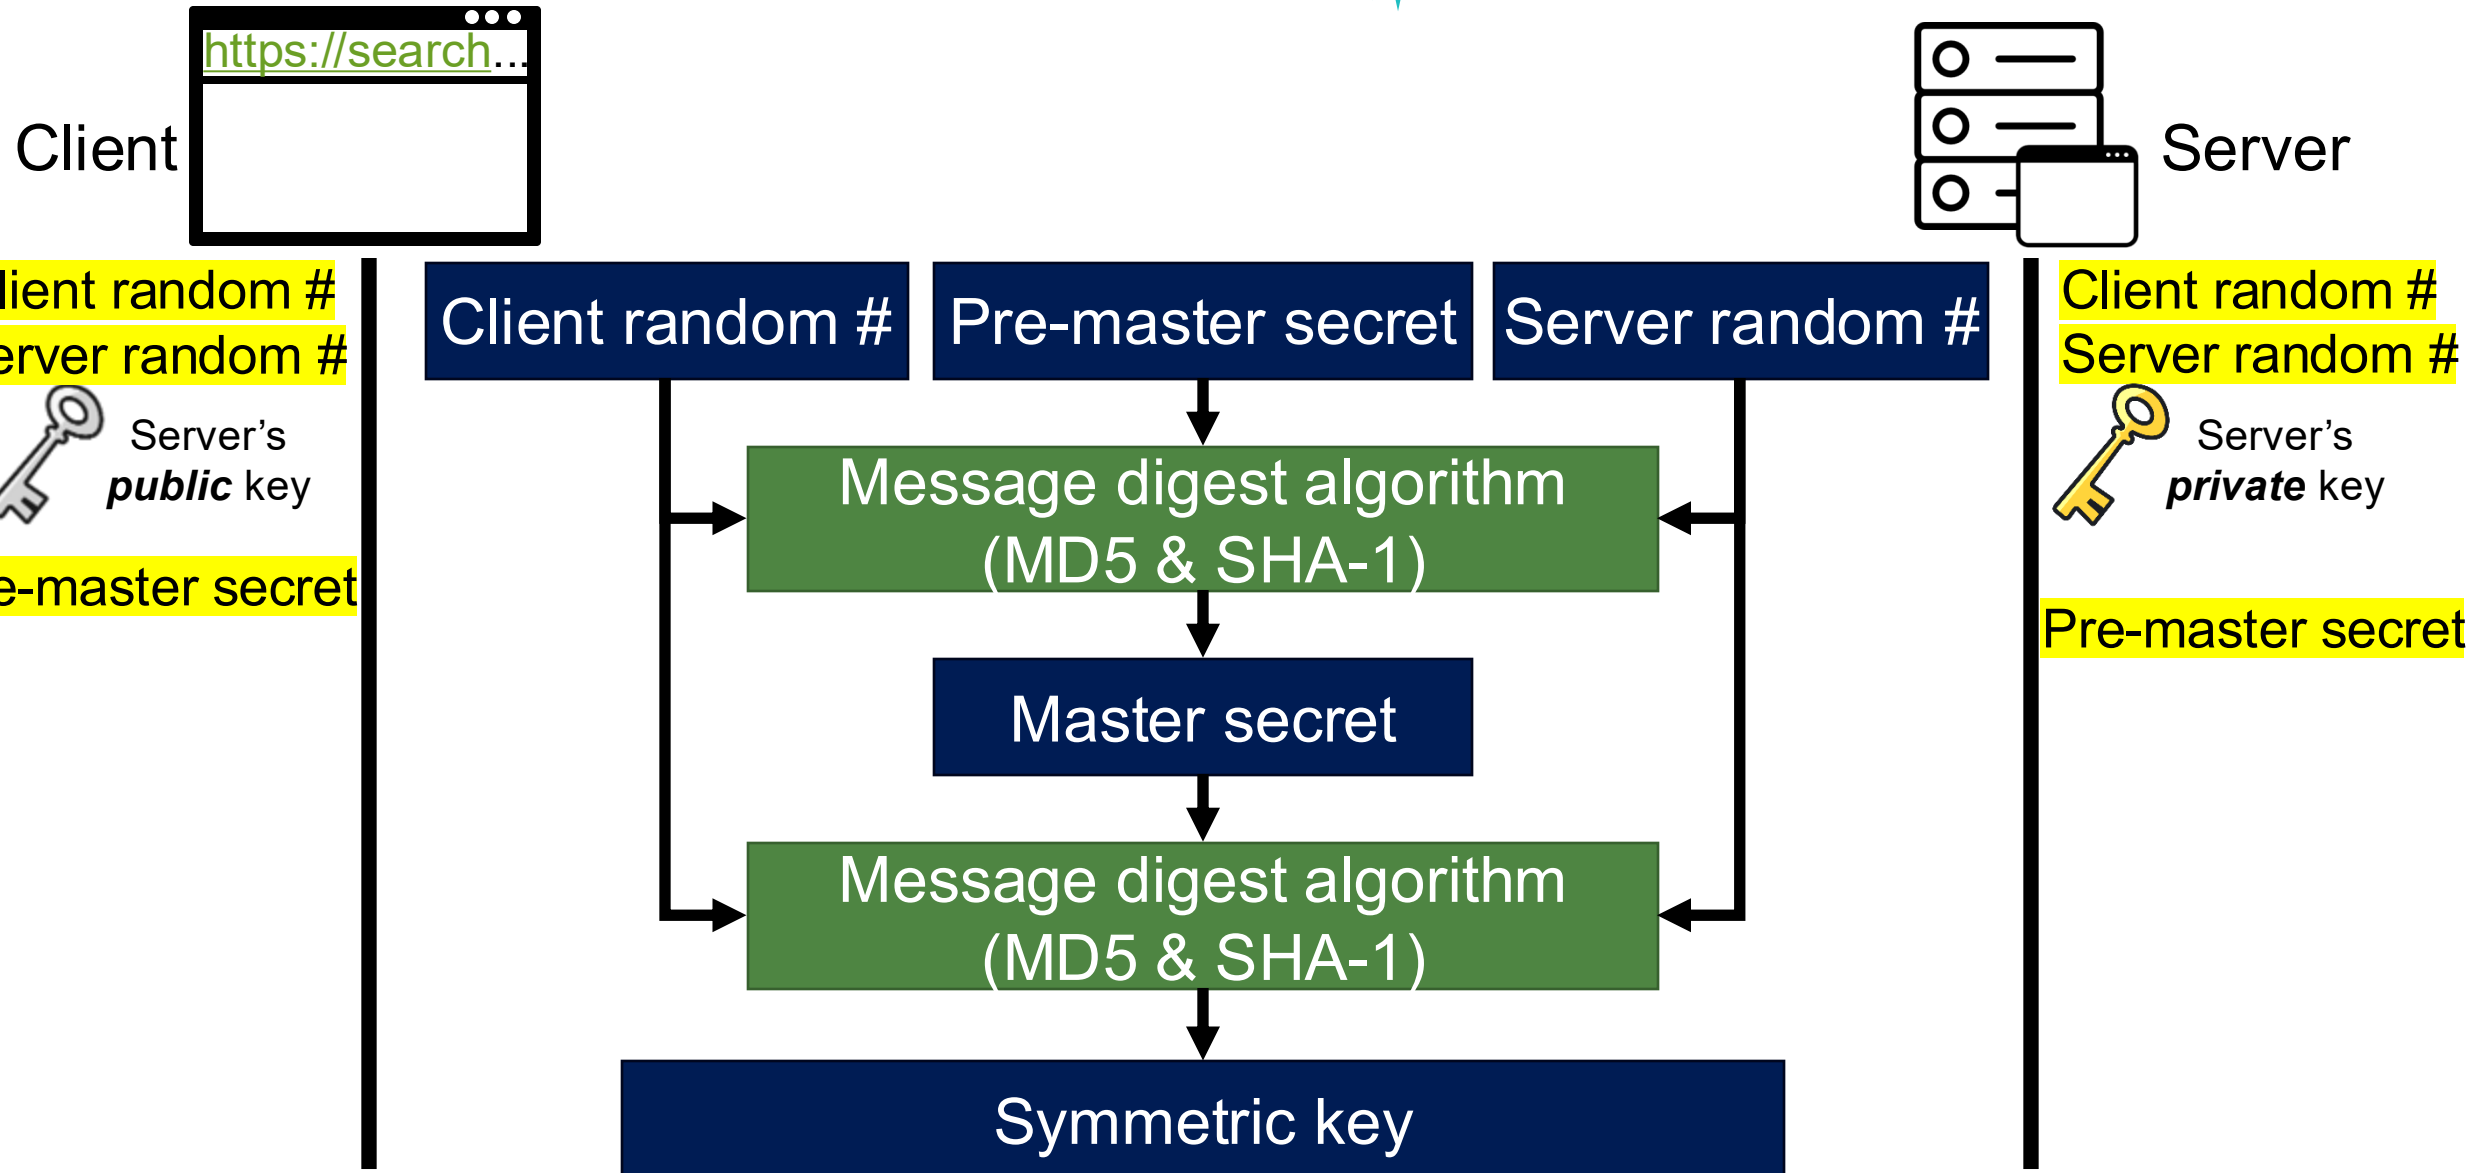 https://search...
Client
Server
lient random #
erver random #
Server's
public key
e-master secret
Client random #
Pre-master secret
Server random #
Message digest algorithm
(MD5 & SHA-1)
Master secret
Message digest algorithm
(MD5 & SHA-1)
Symmetric key
Client random #
Server random #
Server's
private key
Pre-master secret